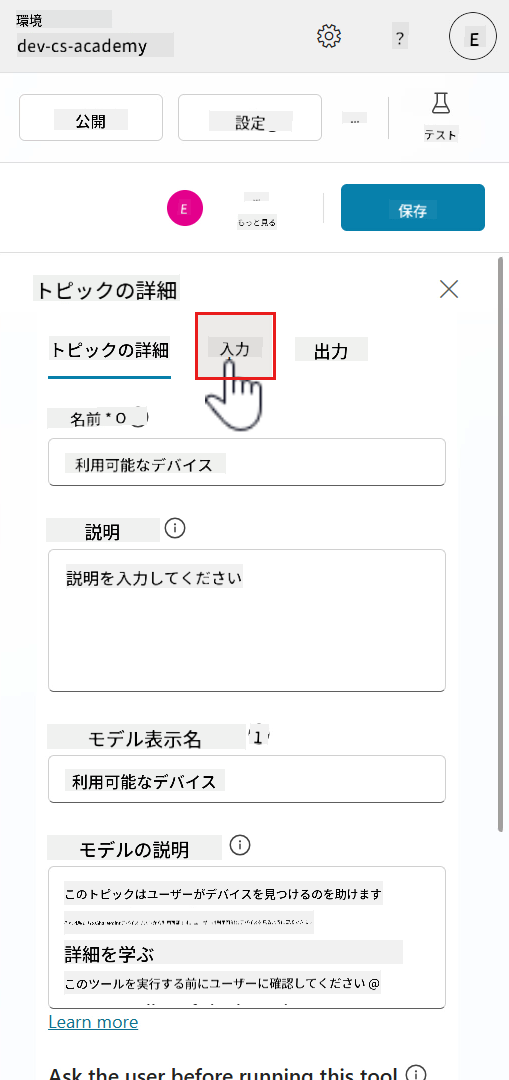 環境
dev-cs-academy
?
E
公開
設定
...
テスト
E
...
もっと見る
保存
トピックの詳細
トピックの詳細
入力
出力
名前 * O
利用可能なデバイス
説明
説明を入力してください
モデル表示名
1
利用可能なデバイス
モデルの説明
このトピックはユーザーがデバイスを見つけるのを助けます
詳細を学ぶ
このツールを実行する前にユーザーに確認してください @
Learn more
Ask the user before running this tool